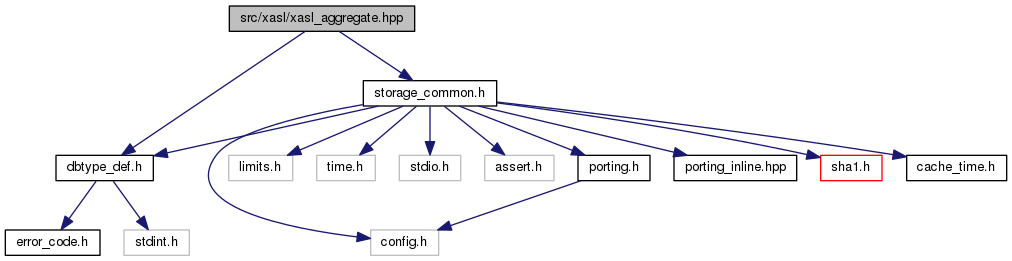 src/xasl/xasl_aggregate.hpp
storage_common.h
dbtype_def.h
limits.h
time.h
stdio.h
assert.h
porting.h
porting_inline.hpp
sha1.h
cache_time.h
error_code.h
stdint.h
config.h